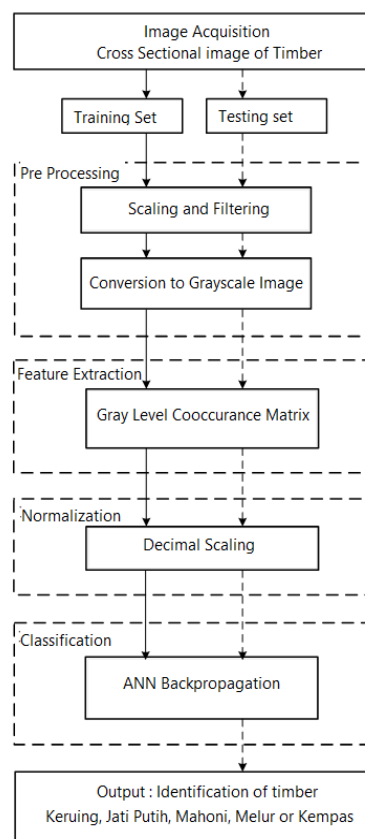 Image Acquisition
Cross Sectional image of Timber
Training Set
Testing set
Pre Processing
Scaling and Filtering
Conversion to Grayscale Image
Feature Extraction
Gray Level Cooccurance Matrix
Normalization
Decimal Scaling
Classification
ANN Backpropagation
Output : Identification of timber
Keruing, Jati Putih, Mahoni, Melur or Kempas